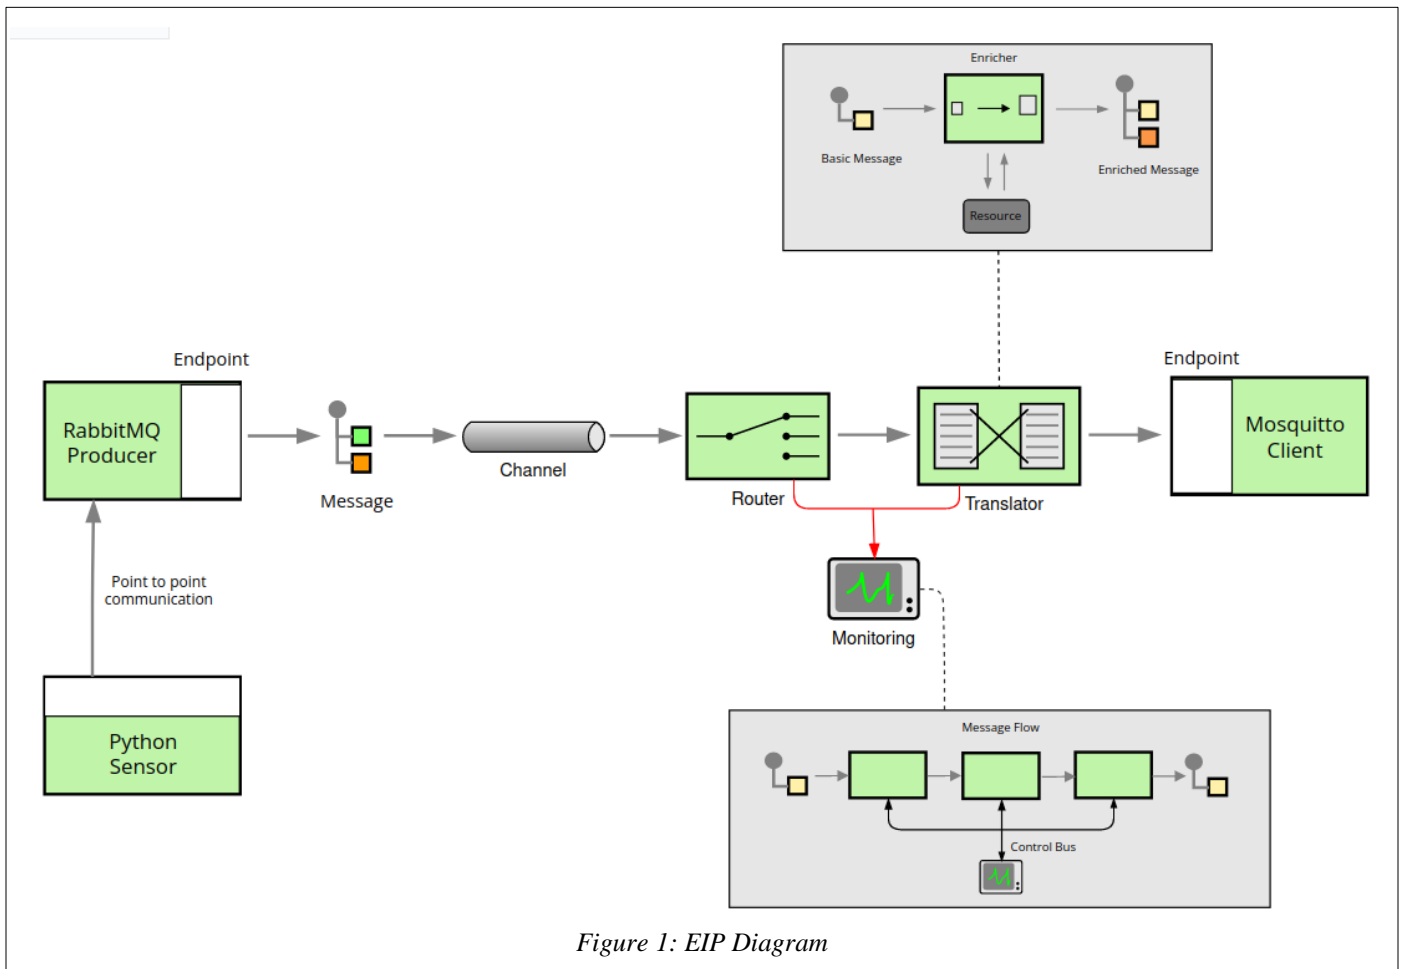 Enricher
Basic Message
Enriched Message
Resource
Endpoint
RabbitMQ
Producer
Message
Channel
Router
Translator
Endpoint
Mosquitto
Client
Point to point
communication
Monitoring
Python
Sensor
Message Flow
Control Bus
Figure 1: EIP Diagram